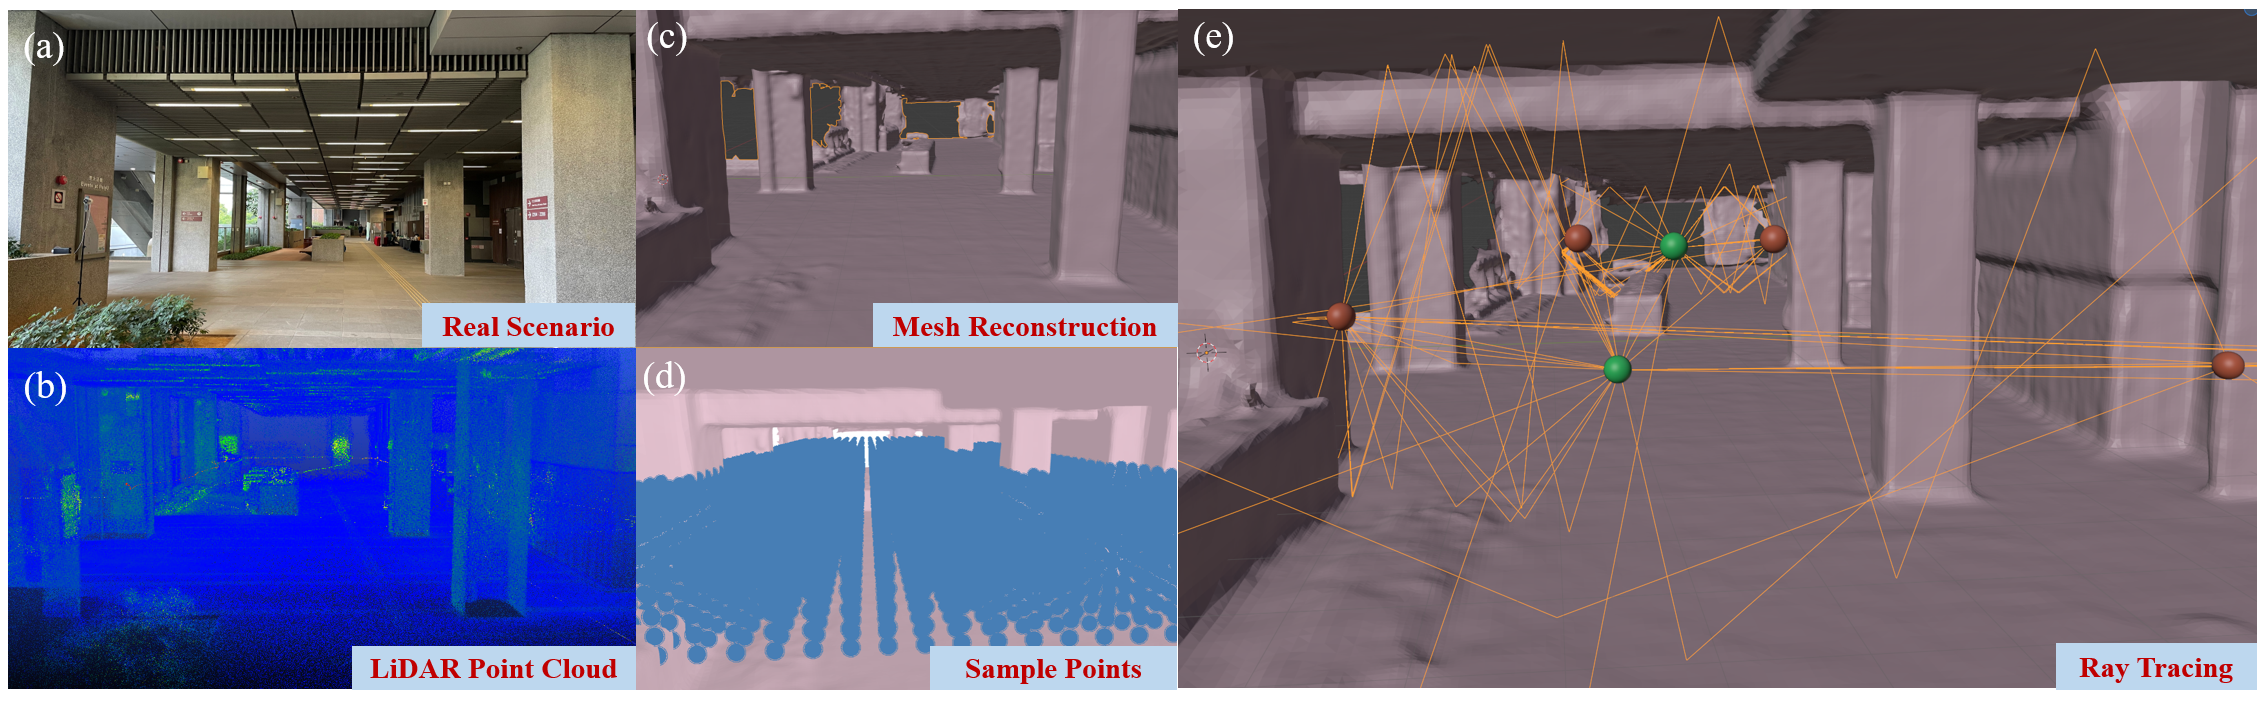 (a)
Real Scenario
(b)
LiDAR Point Cloud
(c)
Mesh Reconstruction
(d)
Sample Points
(e)
Ray Tracing